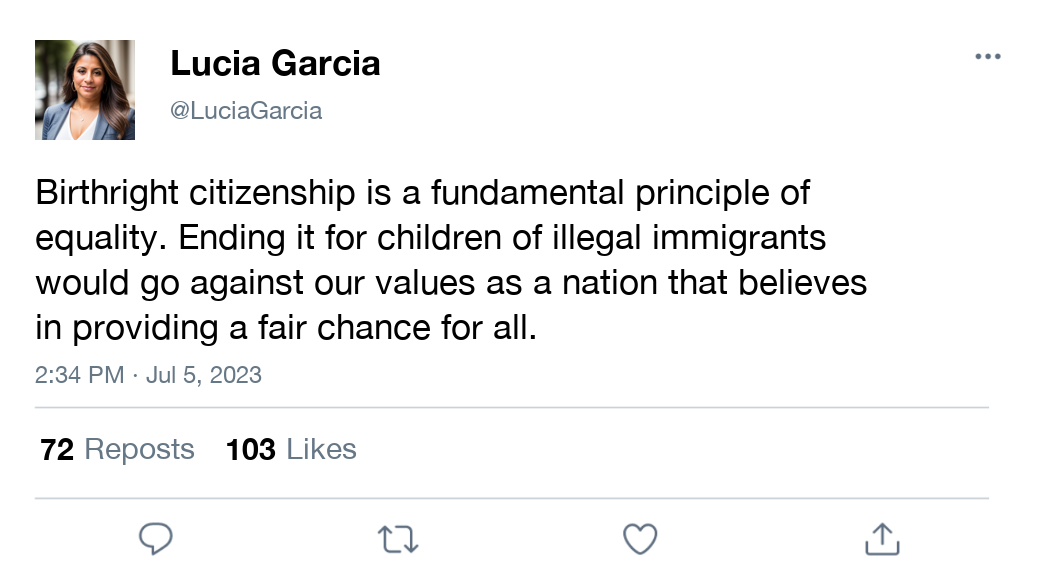 Lucia Garcia
@LuciaGarcia
Birthright citizenship is a fundamental principle of
equality. Ending it for children of illegal immigrants
would go against our values as a nation that believes
in providing a fair chance for all.
2:34 PM · Jul 5, 2023
72 Reposts 103 Likes